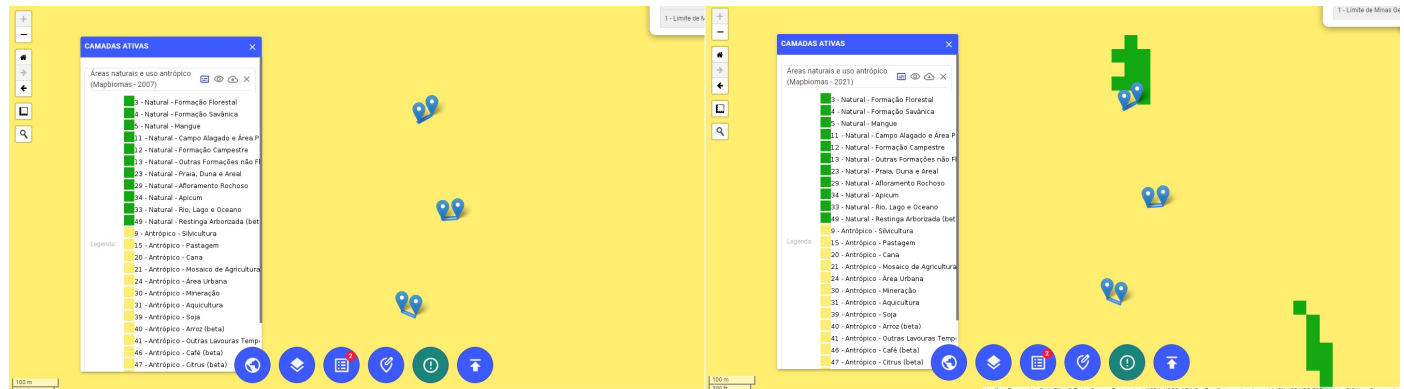 CAMADAS ATIVAS
Áreas naturais e uso antrópico
(Mapbiomas - 2007)
3 - Natural - Formação Florestal
4 - Natural - Formação Savânica
5 - Natural - Mangue
11 - Natural - Campo Alagado e Área P
12 - Natural - Formação Campestre
13 - Natural - Outras Formações não Fl
23 - Natural - Praia, Duna e Areal
29 - Natural - Afloramento Rochoso
34 - Natural - Apicum
33 - Natural - Rio, Lago e Oceano
49 - Natural - Restinga Arborizada (bet
9 - Antrópico - Silvicultura
Legenda:
15 - Antrópico - Pastagem
20 - Antrópico - Cana
21 - Antrópico - Mosaico de Agricultura
24 - Antrópico - Área Urbana
30 - Antrópico - Mineração
31 - Antrópico - Aquicultura
39 - Antrópico - Soja
40 - Antrópico - Arroz (beta)
41 - Antrópico - Outras Lavouras Temp
46 - Antrópico - Café (beta)
47 - Antrópico - Citrus (beta)
2
100 m
1 - Limite de M
CAMADAS ATIVAS
Áreas naturais e uso antrópico
(Mapbiomas - 2021)
3 - Natural - Formação Florestal
4 - Natural - Formação Savânica
5 - Natural - Mangue
11 - Natural - Campo Alagado e Área P
12 - Natural - Formação Campestre
13 - Natural - Outras Formações não Fl
23 - Natural - Praia, Duna e Areal
29 - Natural - Afloramento Rochoso
34 - Natural - Apicum
33 - Natural - Rio, Lago e Oceano
49 - Natural - Restinga Arborizada (bet
9 - Antrópico - Silvicultura
Legenda:
15 - Antrópico - Pastagem
20 - Antrópico - Cana
21 - Antrópico - Mosaico de Agricultura
24 - Antrópico - Área Urbana
30 - Antrópico - Mineração
31 - Antrópico - Aquicultura
39 - Antrópico - Soja
40 - Antrópico - Arroz (beta)
41 - Antrópico - Outras Lavouras Temp
46 - Antrópico - Café (beta)
47 - Antrópico - Citrus (beta)
2
100 m
1 - Limite de Minas Ge